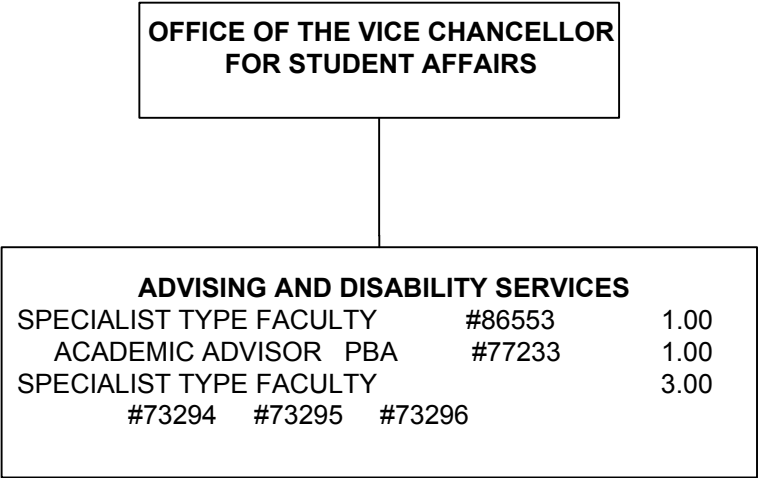 OFFICE OF THE VICE CHANCELLOR
FOR STUDENT AFFAIRS
ADVISING AND DISABILITY SERVICES
SPECIALIST TYPE FACULTY #86553 1.00
ACADEMIC ADVISOR PBA #77233 1.00
SPECIALIST TYPE FACULTY 3.00
#73294 #73295 #73296